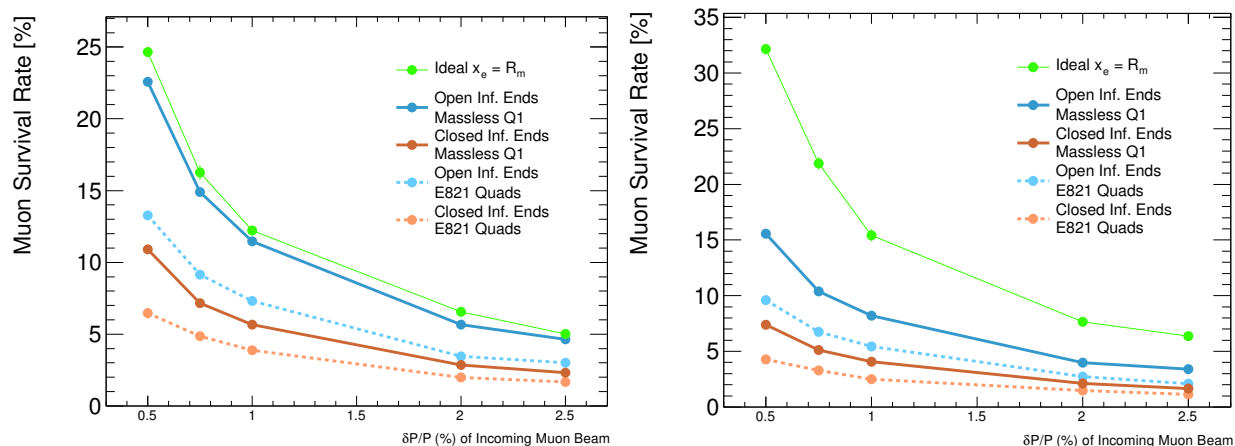 Muon Survival Rate [%]
25
20
15
10
5
0
0.5
1
1.5
2
2.5
δP/P (%) of Incoming Muon Beam
Ideal x_e = R_m
Open Inf. Ends
Massless Q1
Closed Inf. Ends
Massless Q1
Open Inf. Ends
E821 Quads
Closed Inf. Ends
E821 Quads
Muon Survival Rate [%]
35
30
25
20
15
10
5
0
0.5
1
1.5
2
2.5
δP/P (%) of Incoming Muon Beam
Ideal x_e = R_m
Open Inf. Ends
Massless Q1
Closed Inf. Ends
Massless Q1
Open Inf. Ends
E821 Quads
Closed Inf. Ends
E821 Quads